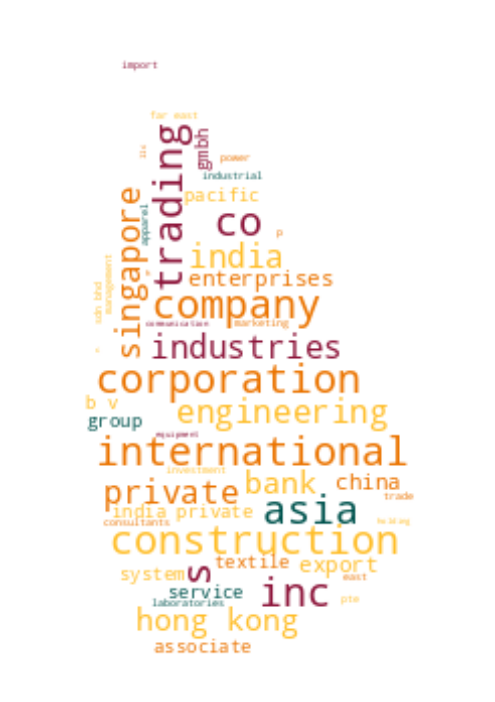 import
far east
trading
gmbh
llc
power
industrial
pacific
singapore
apparel
co
p
india
management
sdn bhd
enterprises
company
communication
marketing
industries
corporation
b v
group
engineering
equipment
international
investment
bank
china
private
trade
asia
india private
consultants
holding
construction
textile
export
system
s
east
service
inc
laboratories
pte
hong kong
associate